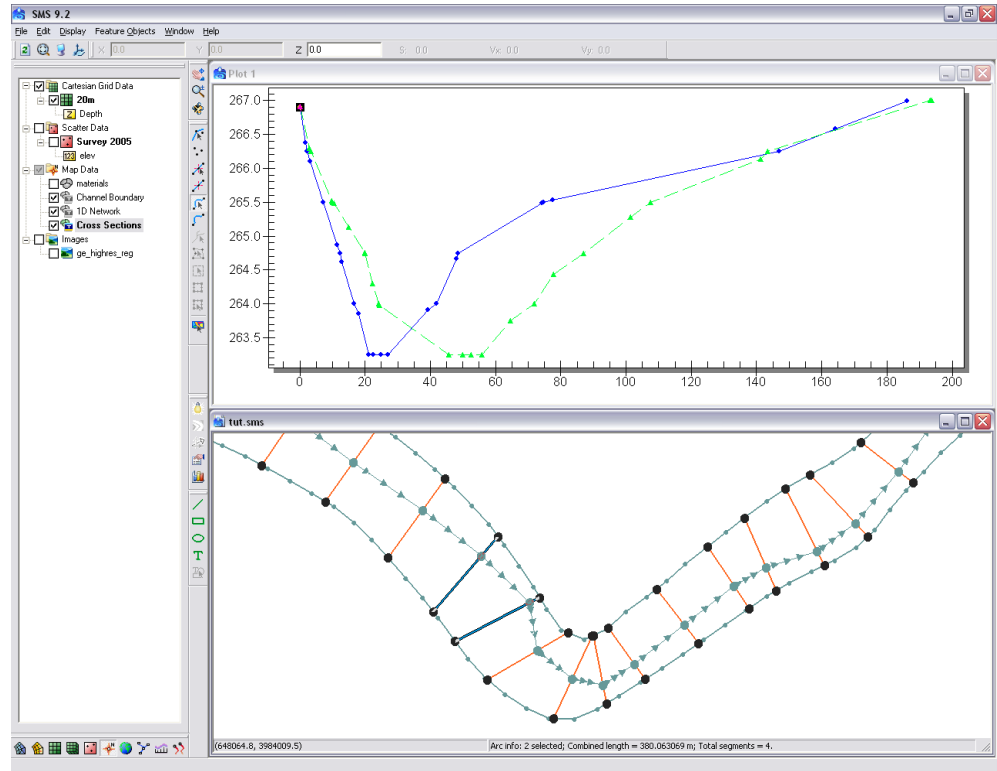 SMS 9.2
File Edit Display Feature Objects Window Help
X 0.0 Y 0.0 Z 0.0 S: 0.0 Vx: 0.0 Vy: 0.0
Cartesian Grid Data
20m
Z Depth
Scatter Data
Survey 2005
123 elev
Map Data
materials
Channel Boundary
1D Network
Cross Sections
Images
ge_highres_reg
T
Plot 1
267.0
266.5
266.0
265.5
265.0
264.5
264.0
263.5
0 20 40 60 80 100 120 140 160 180 200
tut.sms
(648064.8, 3984009.5) Arc info: 2 selected; Combined length = 380.063069 m; Total segments = 4.